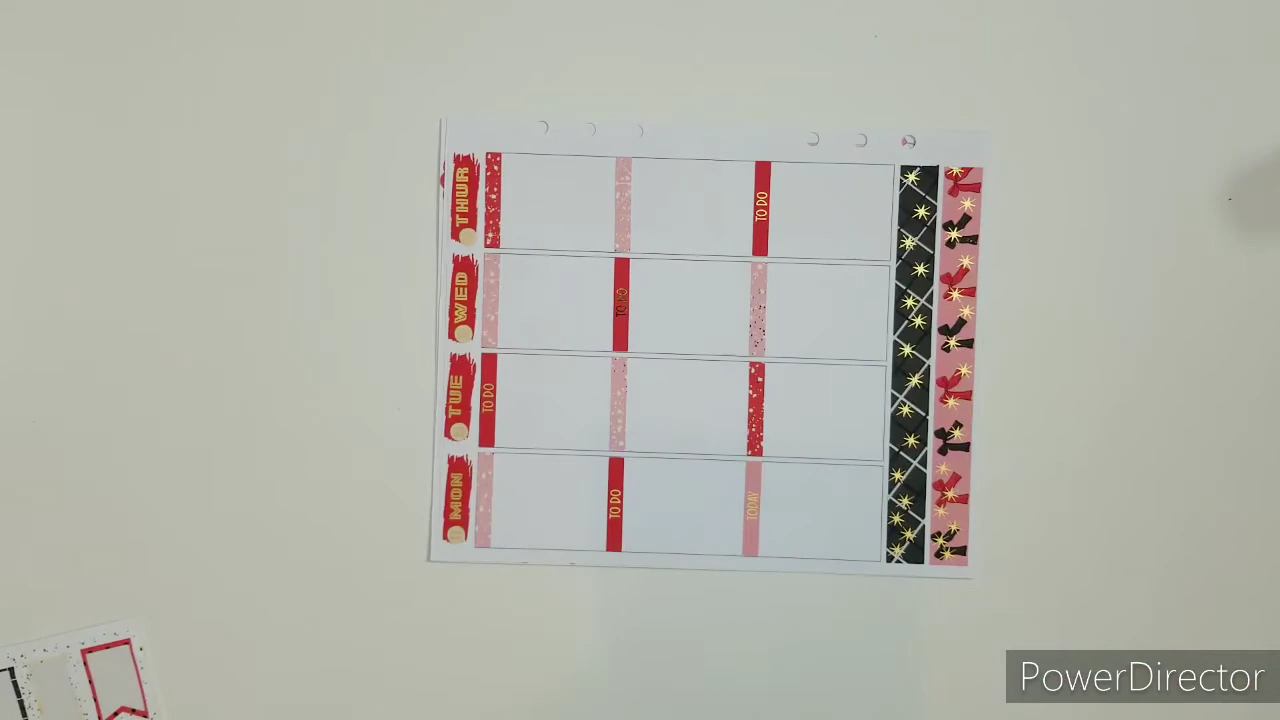 MON
TO DO
TODAY
TUE
TO DO
WED
TO DO
THUR
TO DO
PowerDirector